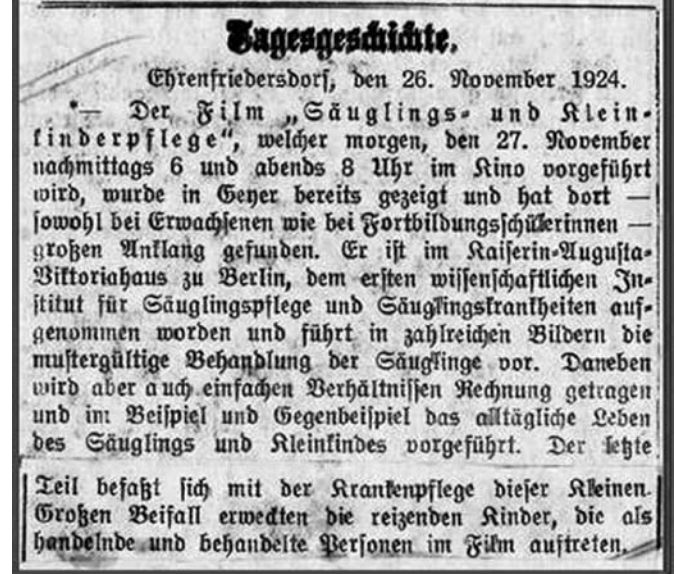 Tagesgeschichte.
Ehrenfriedersdorf, den 26. November 1924.
*— Der Film „Säuglings- und Klein-
kinderpflege“, welcher morgen, den 27. November
nachmittags 6 und abends 8 Uhr im Kino vorgeführt
wird, wurde in Geyer bereits gezeigt und hat dort —
sowohl bei Erwachsenen wie bei Fortbildungsschülerinnen —
großen Anklang gefunden. Er ist im Kaiserin-Augusta-
Viktoriahaus zu Berlin, dem ersten wissenschaftlichen In-
stitut für Säuglingspflege und Säuglingskrankheiten auf-
genommen worden und führt in zahlreichen Bildern die
mustergültige Behandlung der Säuglinge vor. Daneben
wird aber auch einfachen Verhältnissen Rechnung getragen
und im Beispiel und Gegenbeispiel das alltägliche Leben
des Säuglings und Kleinkindes vorgeführt. Der letzte
Teil befaßt sich mit der Krankenpflege dieser Kleinen.
Großen Beifall erweckten die reizenden Kinder, die als
handelnde und behandelte Personen im Film auftreten.